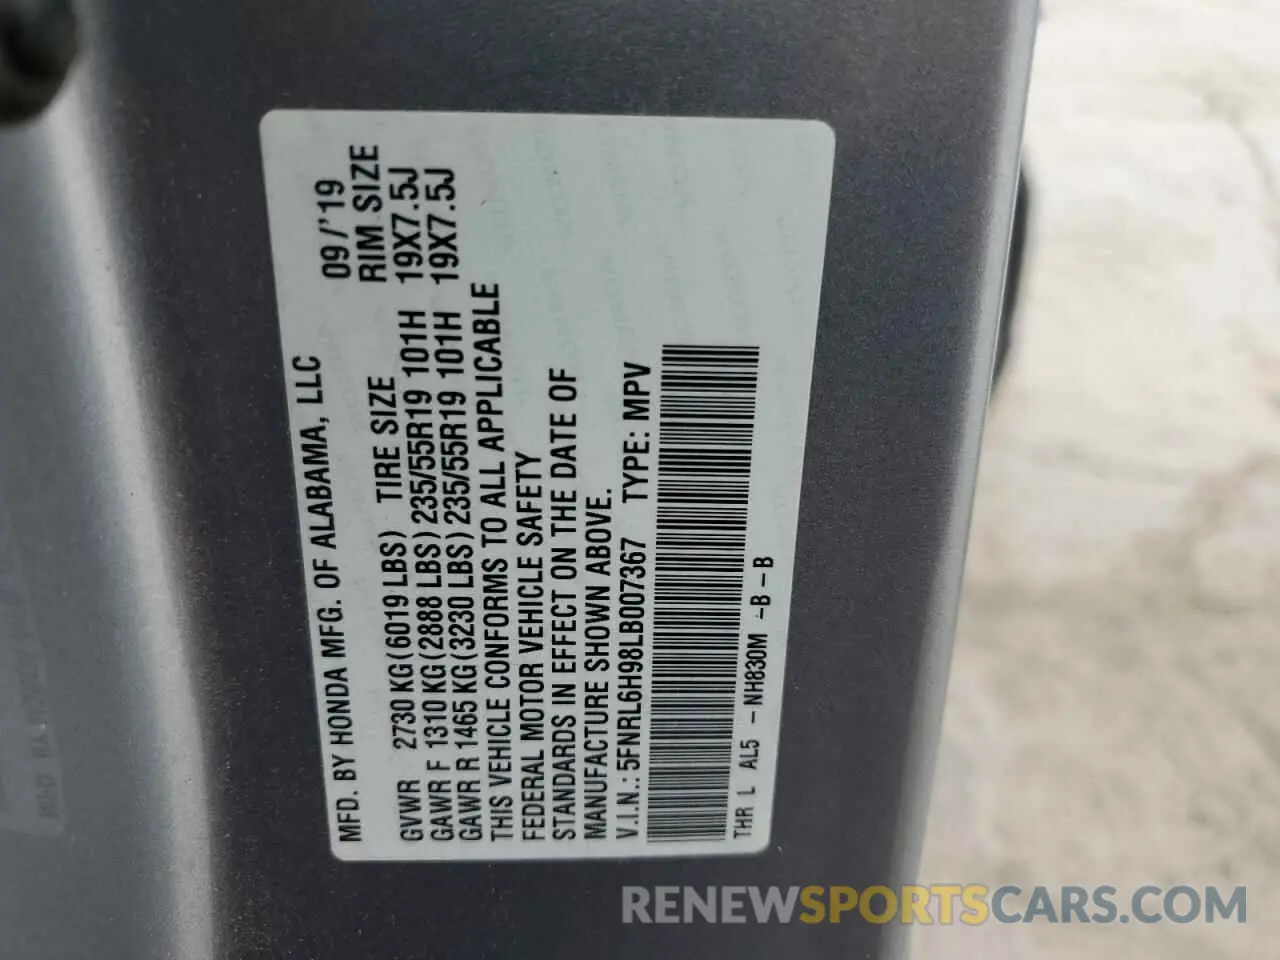 MFD. BY HONDA MFG. OF ALABAMA, LLC 09/'19
GVWR 2730 KG(6019 LBS) TIRE SIZE RIM SIZE
GAWR F 1310 KG(2888 LBS) 235/55R19 101H 19X7.5J
GAWR R 1465 KG(3230 LBS) 235/55R19 101H 19X7.5J
THIS VEHICLE CONFORMS TO ALL APPLICABLE
FEDERAL MOTOR VEHICLE SAFETY
STANDARDS IN EFFECT ON THE DATE OF
MANUFACTURE SHOWN ABOVE.
V.I.N.: 5FNRL6H98LB007367 TYPE: MPV
THR L AL5 -NH830M -B-B
RENEWSPORTSCARS.COM